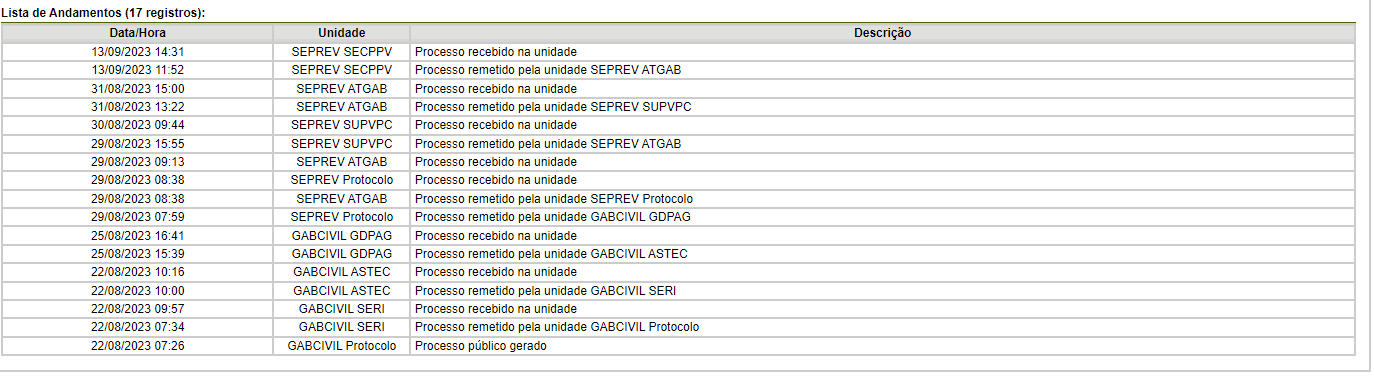 Lista de Andamentos (17 registros):
Data/Hora Unidade Descrição
13/09/2023 14:31 SEPREV SECPPV Processo recebido na unidade
13/09/2023 11:52 SEPREV SECPPV Processo remetido pela unidade SEPREV ATGAB
31/08/2023 15:00 SEPREV ATGAB Processo recebido na unidade
31/08/2023 13:22 SEPREV ATGAB Processo remetido pela unidade SEPREV SUPVPC
30/08/2023 09:44 SEPREV SUPVPC Processo recebido na unidade
29/08/2023 15:55 SEPREV SUPVPC Processo remetido pela unidade SEPREV ATGAB
29/08/2023 09:13 SEPREV ATGAB Processo recebido na unidade
29/08/2023 08:38 SEPREV Protocolo Processo recebido na unidade
29/08/2023 08:38 SEPREV ATGAB Processo remetido pela unidade SEPREV Protocolo
29/08/2023 07:59 SEPREV Protocolo Processo remetido pela unidade GABCIVIL GDPAG
25/08/2023 16:41 GABCIVIL GDPAG Processo recebido na unidade
25/08/2023 15:39 GABCIVIL GDPAG Processo remetido pela unidade GABCIVIL ASTEC
22/08/2023 10:16 GABCIVIL ASTEC Processo recebido na unidade
22/08/2023 10:00 GABCIVIL ASTEC Processo remetido pela unidade GABCIVIL SERI
22/08/2023 09:57 GABCIVIL SERI Processo recebido na unidade
22/08/2023 07:34 GABCIVIL SERI Processo remetido pela unidade GABCIVIL Protocolo
22/08/2023 07:26 GABCIVIL Protocolo Processo público gerado